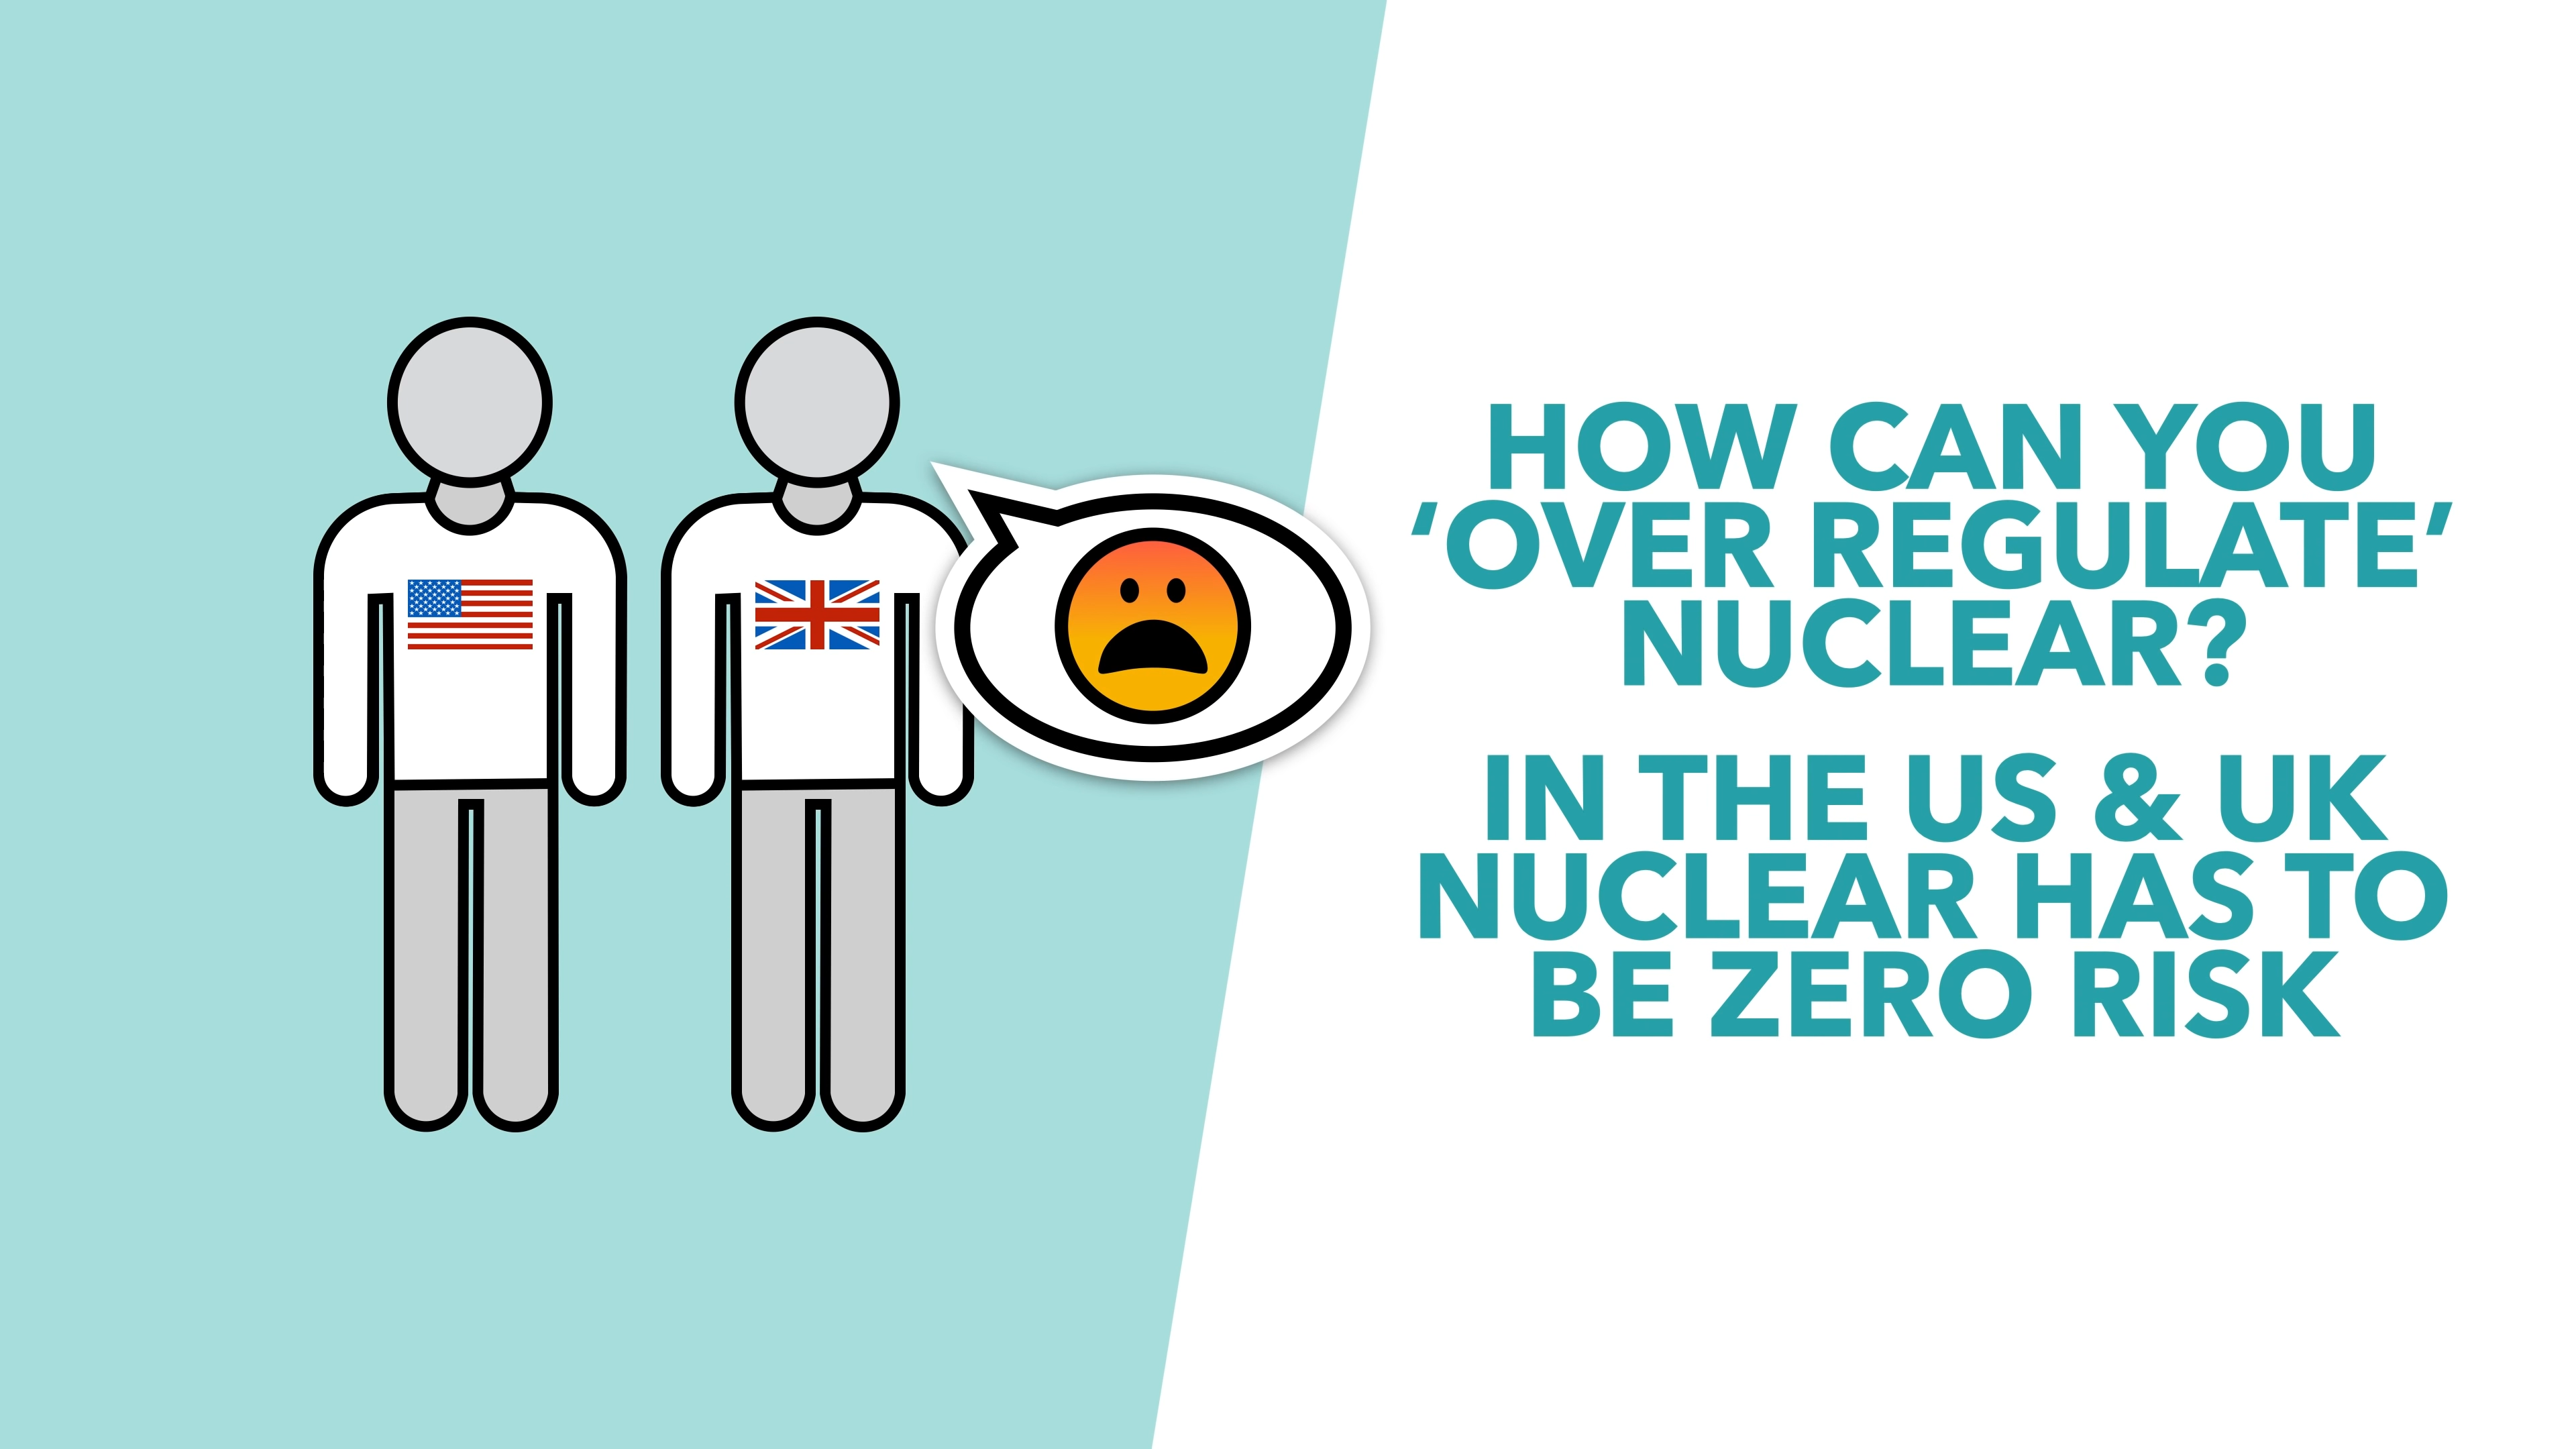 HOW CAN YOU
‘OVER REGULATE’
NUCLEAR?
IN THE US & UK
NUCLEAR HAS TO
BE ZERO RISK